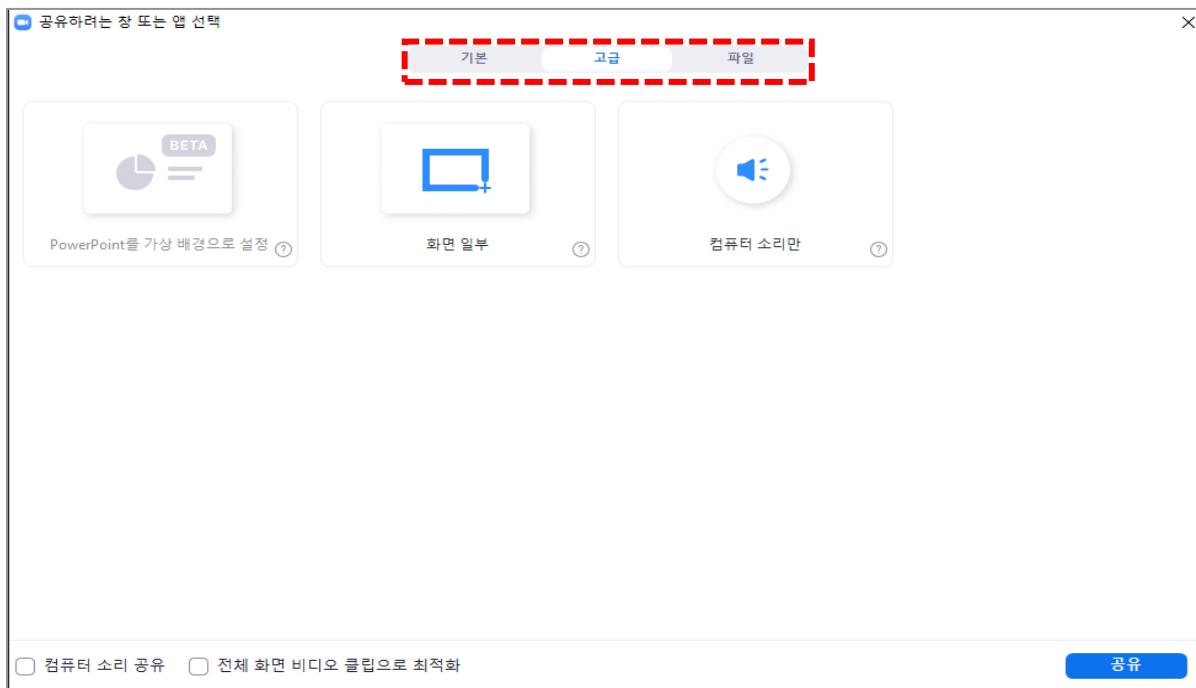 공유하려는 창 또는 앱 선택
기본 고급 파일
BETA
PowerPoint를 가상 배경으로 설정
화면 일부
컴퓨터 소리만
컴퓨터 소리 공유 전체 화면 비디오 클립으로 최적화 공유